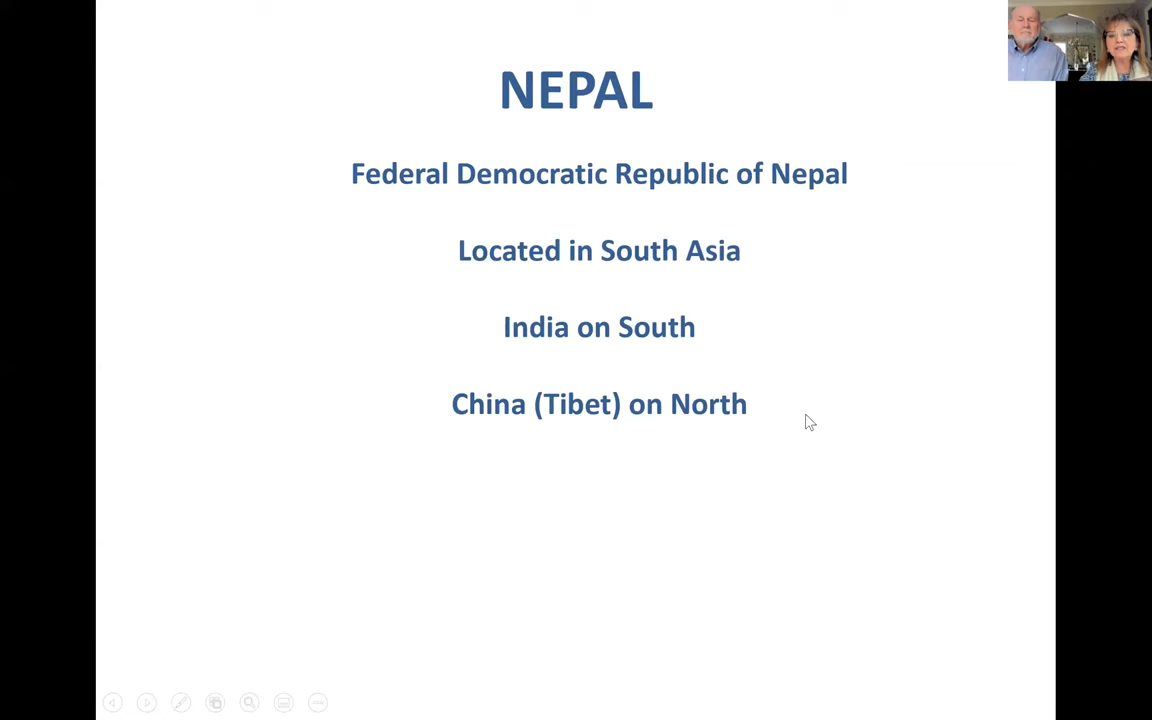 NEPAL
Federal Democratic Republic of Nepal
Located in South Asia
India on South
China (Tibet) on North